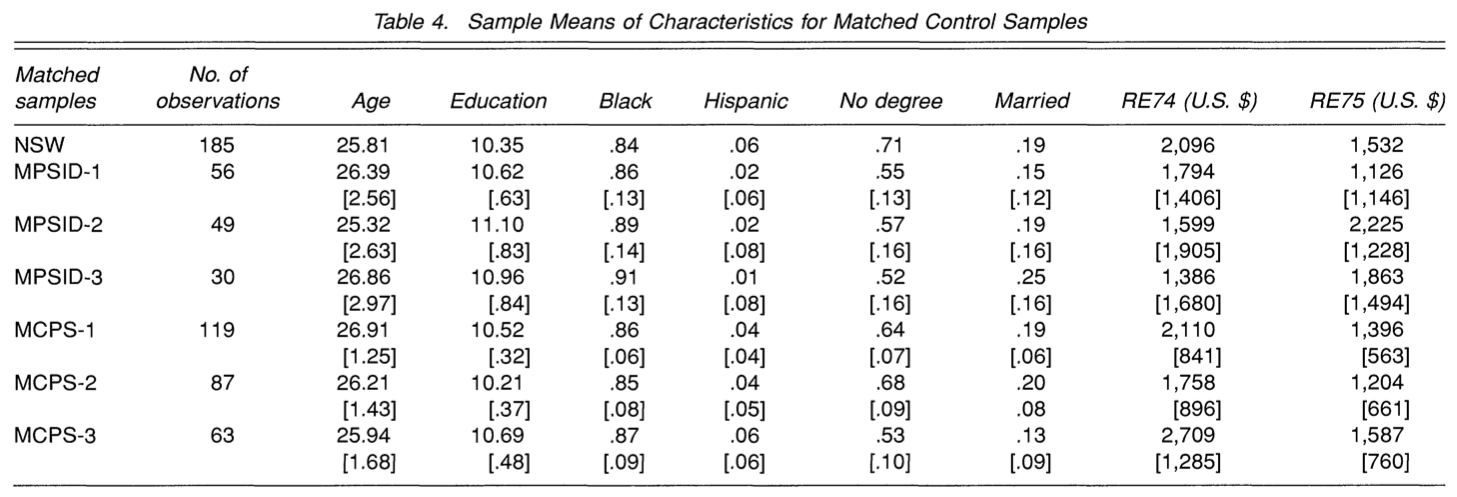 Table 4. Sample Means of Characteristics for Matched Control Samples
Matched No. of
samples observations Age Education Black Hispanic No degree Married RE74 (U.S. $) RE75 (U.S. $)
NSW 185 25.81 10.35 .84 .06 .71 .19 2,096 1,532
MPSID-1 56 26.39 10.62 .86 .02 .55 .15 1,794 1,126
[2.56] [.63] [.13] [.06] [.13] [.12] [1,406] [1,146]
MPSID-2 49 25.32 11.10 .89 .02 .57 .19 1,599 2,225
[2.63] [.83] [.14] [.08] [.16] [.16] [1,905] [1,228]
MPSID-3 30 26.86 10.96 .91 .01 .52 .25 1,386 1,863
[2.97] [.84] [.13] [.08] [.16] [.16] [1,680] [1,494]
MCPS-1 119 26.91 10.52 .86 .04 .64 .19 2,110 1,396
[1.25] [.32] [.06] [.04] [.07] [.06] [841] [563]
MCPS-2 87 26.21 10.21 .85 .04 .68 .20 1,758 1,204
[1.43] [.37] [.08] [.05] [.09] .08 [896] [661]
MCPS-3 63 25.94 10.69 .87 .06 .53 .13 2,709 1,587
[1.68] [.48] [.09] [.06] [.10] [.09] [1,285] [760]